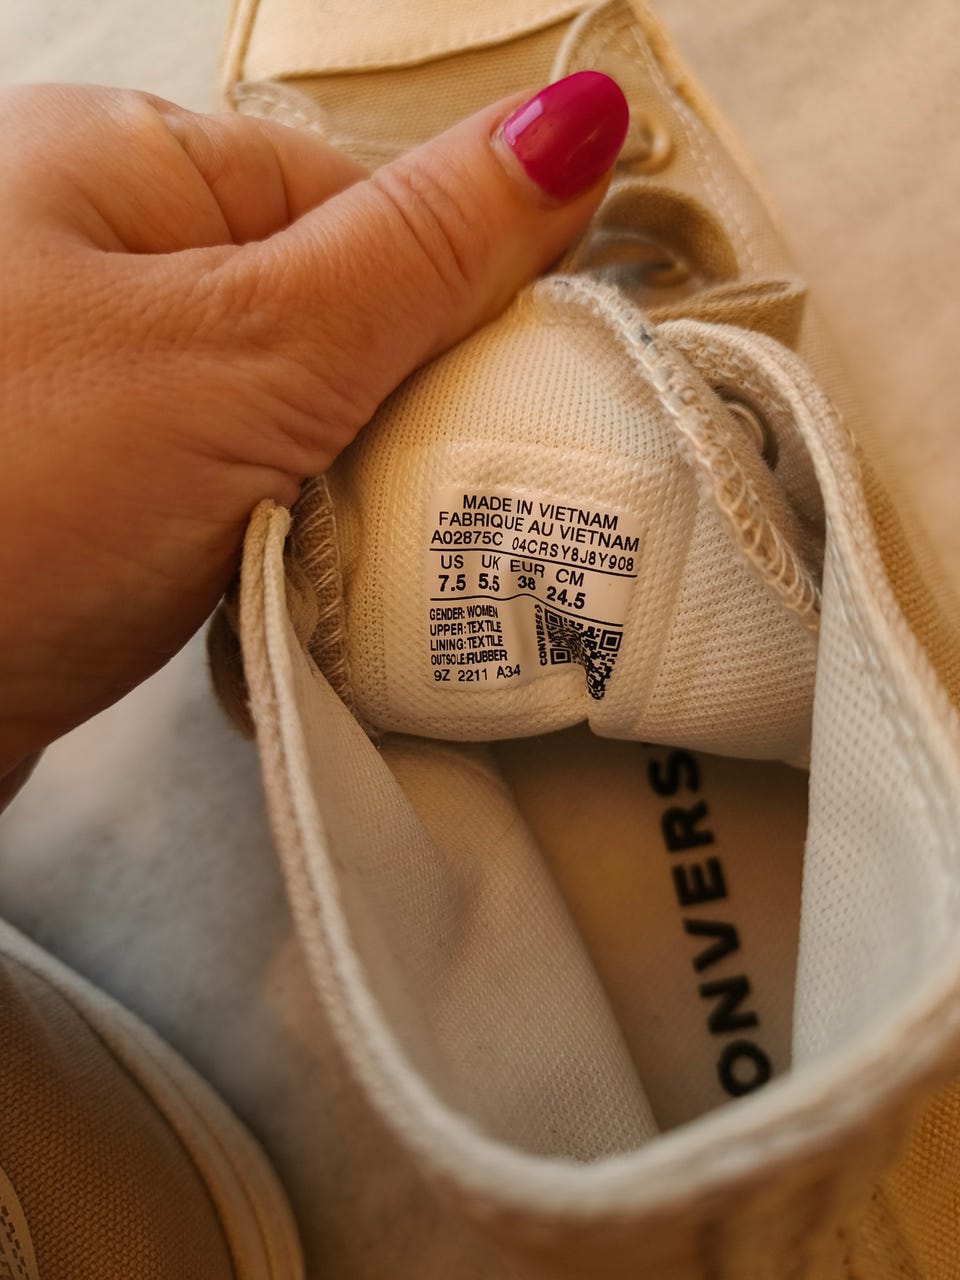 MADE IN VIETNAM
FABRIQUE AU VIETNAM
A02875C 04CRSY8J8Y908
US UK EUR CM
7.5 5.5 38 24.5
GENDER: WOMEN
UPPER: TEXTILE
LINING: TEXTILE
OUTSOLE: RUBBER
9Z 2211 A34
CONVERSE
ONVERS